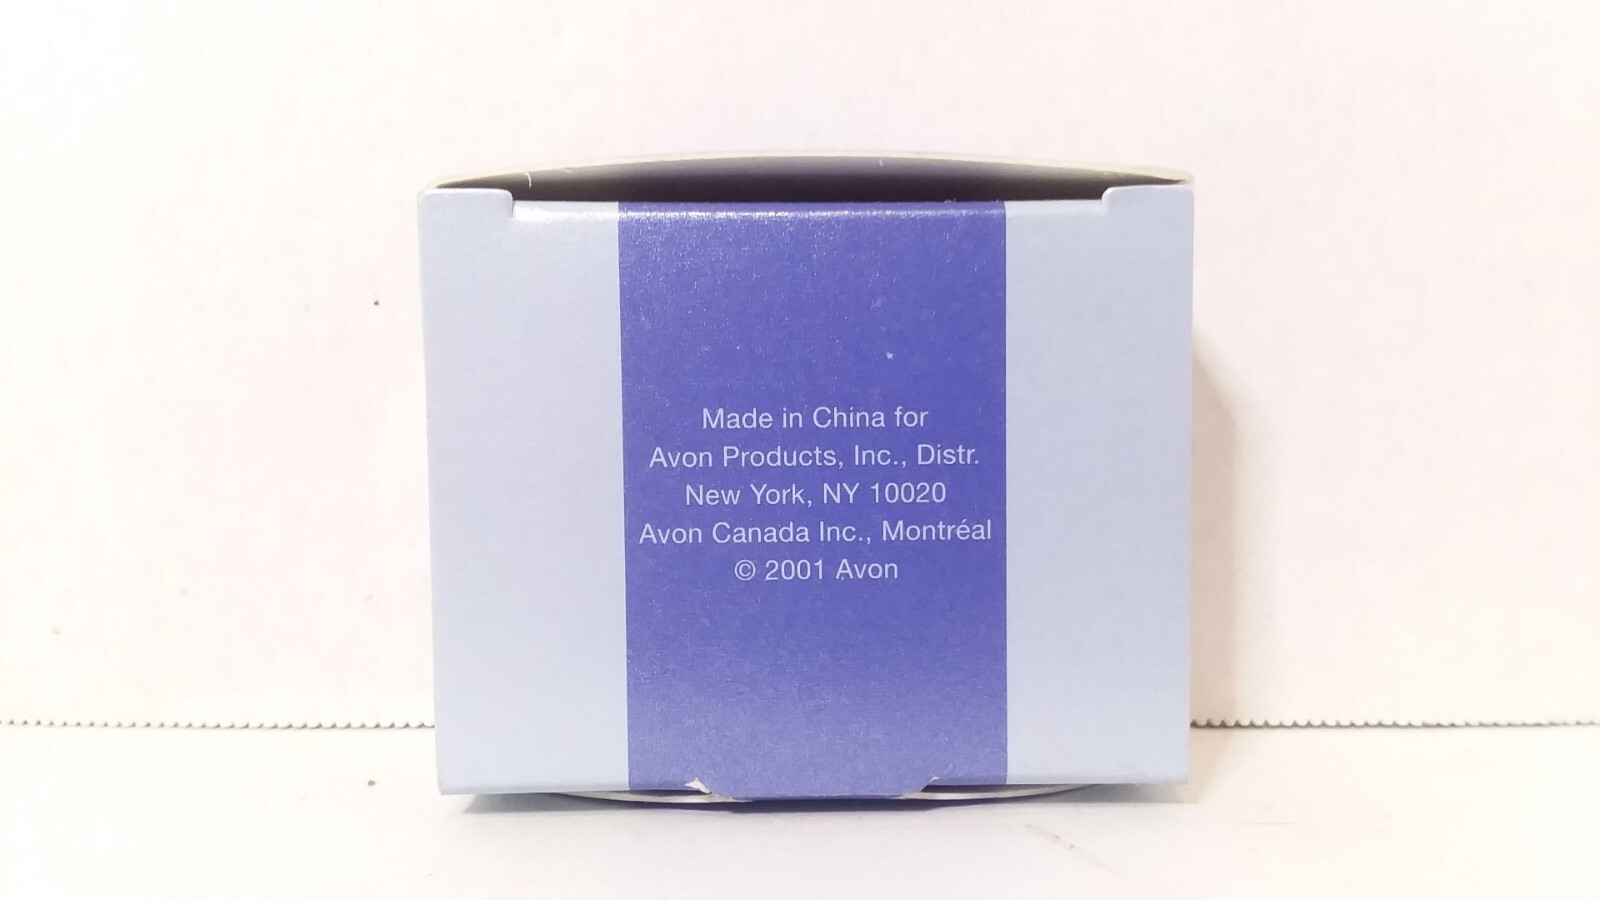 Made in China for
Avon Products, Inc., Distr.
New York, NY 10020
Avon Canada Inc., Montréal
© 2001 Avon